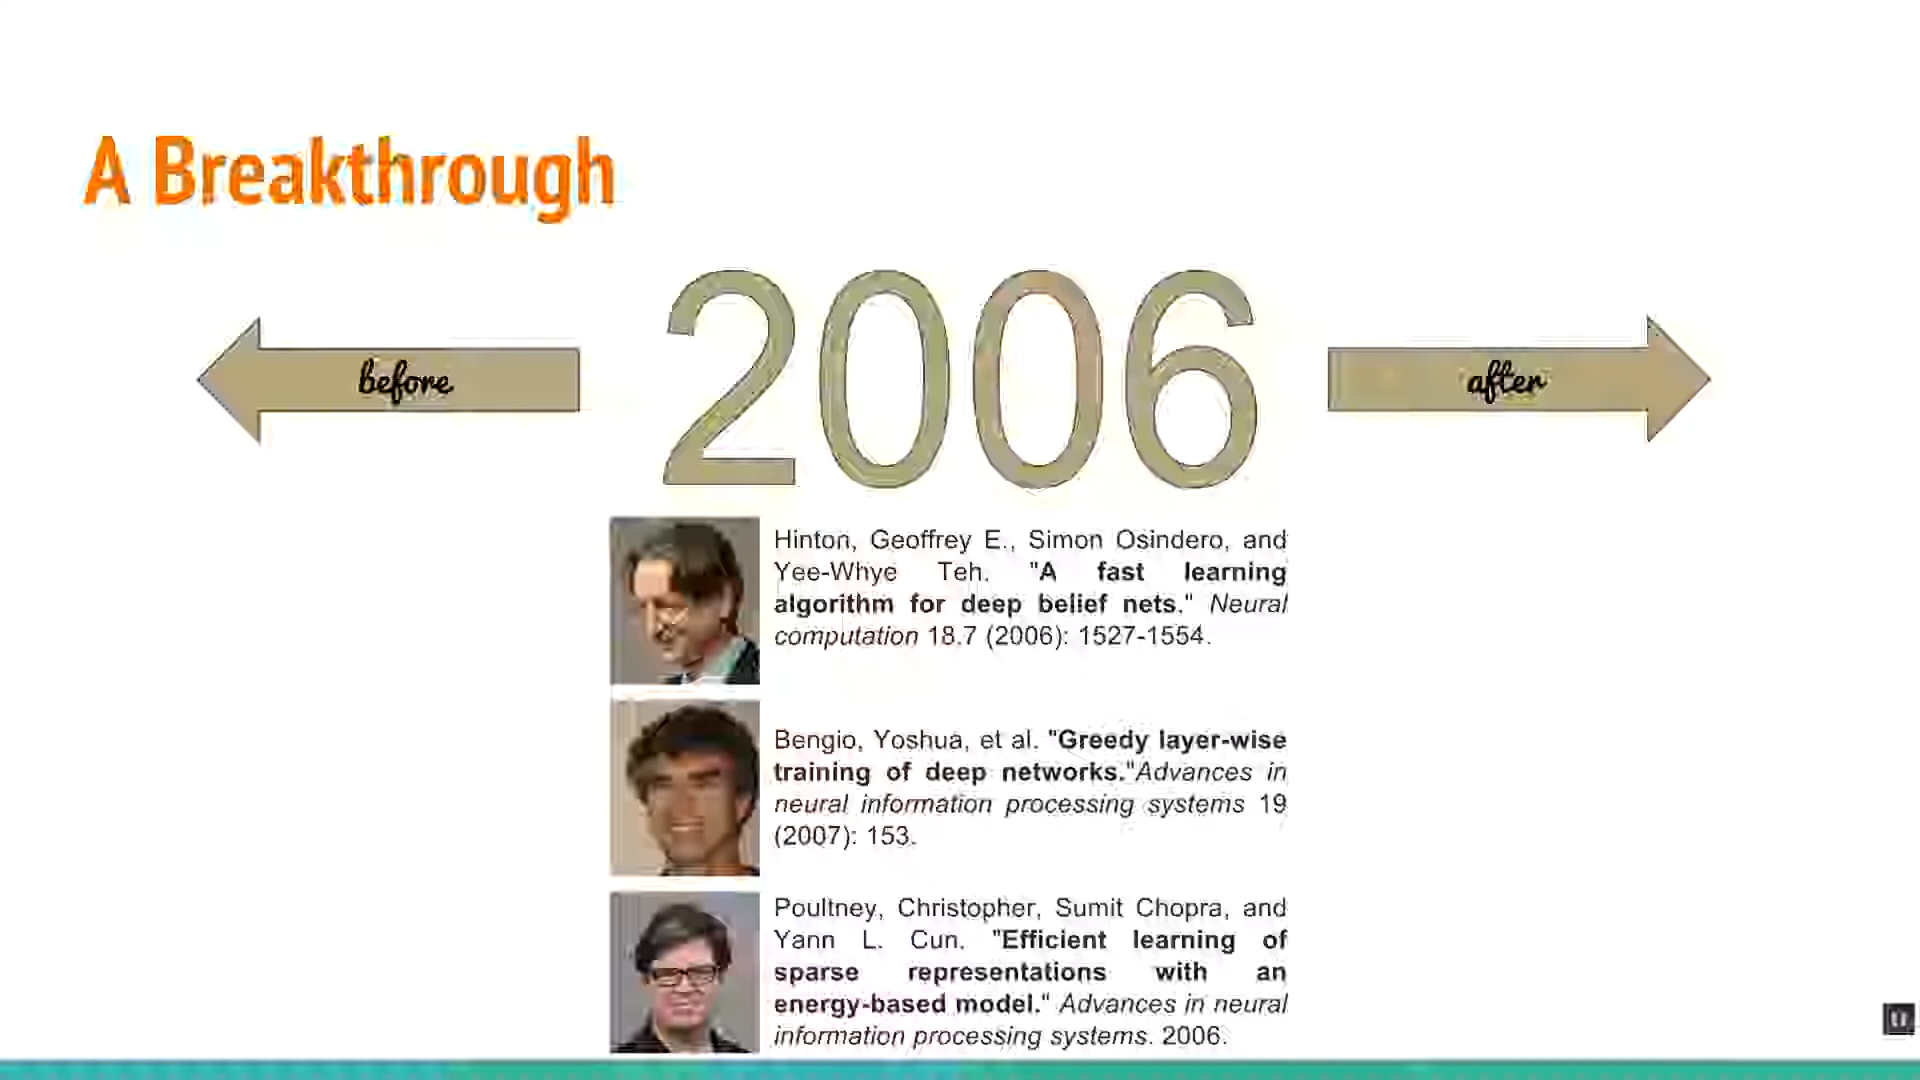 A Breakthrough
before
2006
after
Hinton, Geoffrey E., Simon Osindero, and
Yee-Whye Teh. "A fast learning
algorithm for deep belief nets." Neural
computation 18.7 (2006): 1527-1554.
Bengio, Yoshua, et al. "Greedy layer-wise
training of deep networks."Advances in
neural information processing systems 19
(2007): 153.
Poultney, Christopher, Sumit Chopra, and
Yann L. Cun. "Efficient learning of
sparse representations with an
energy-based model." Advances in neural
information processing systems. 2006.